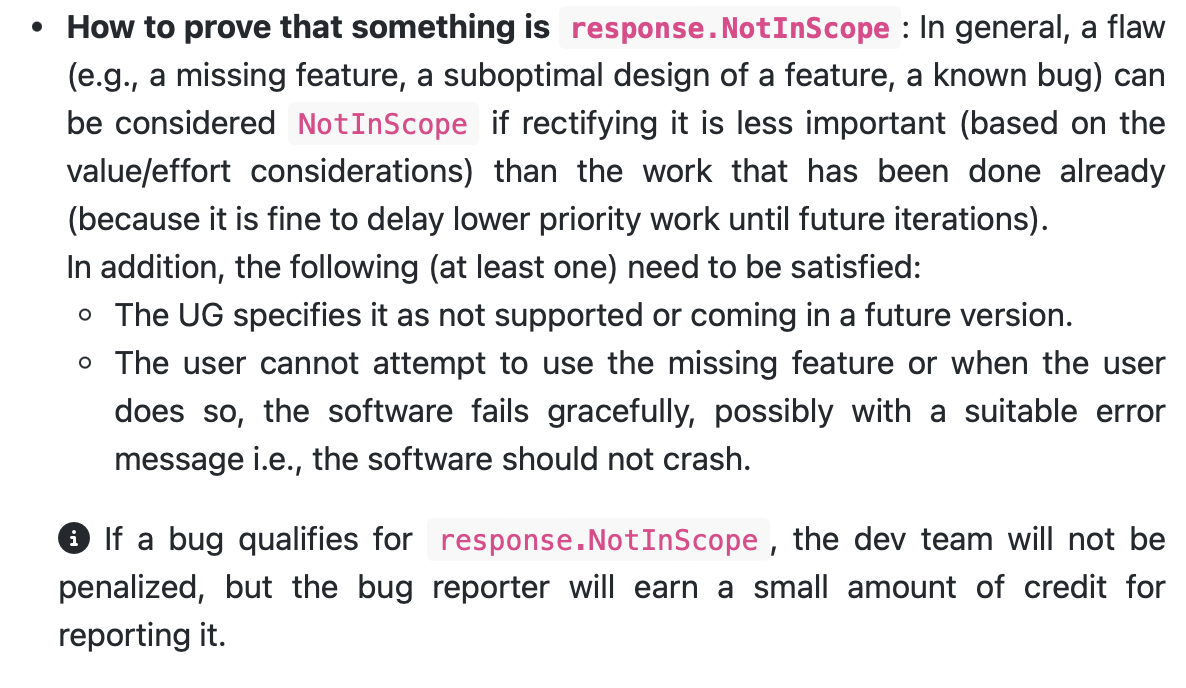 • How to prove that something is response.NotInScope : In general, a flaw
(e.g., a missing feature, a suboptimal design of a feature, a known bug) can
be considered NotInScope if rectifying it is less important (based on the
value/effort considerations) than the work that has been done already
(because it is fine to delay lower priority work until future iterations).
In addition, the following (at least one) need to be satisfied:
◦ The UG specifies it as not supported or coming in a future version.
◦ The user cannot attempt to use the missing feature or when the user
does so, the software fails gracefully, possibly with a suitable error
message i.e., the software should not crash.
If a bug qualifies for response.NotInScope , the dev team will not be
penalized, but the bug reporter will earn a small amount of credit for
reporting it.